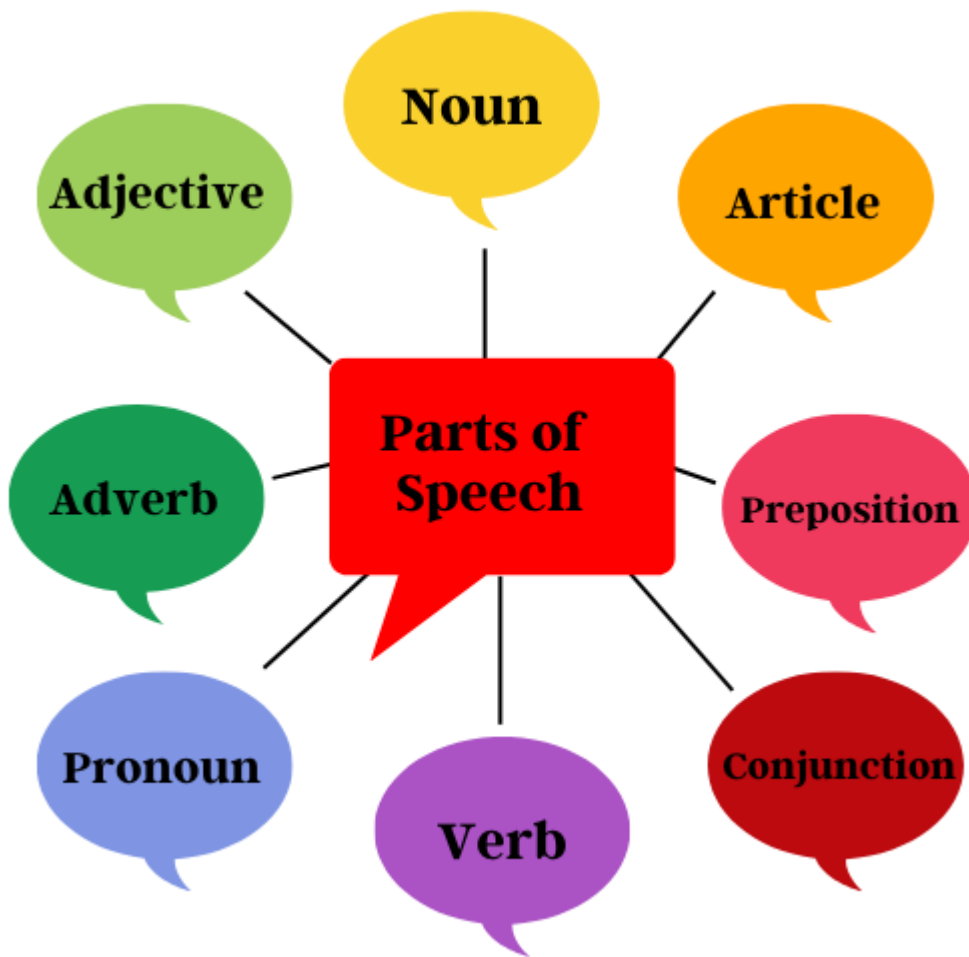 Noun
Adjective
Article
Parts of
Speech
Adverb
Preposition
Pronoun
Conjunction
Verb